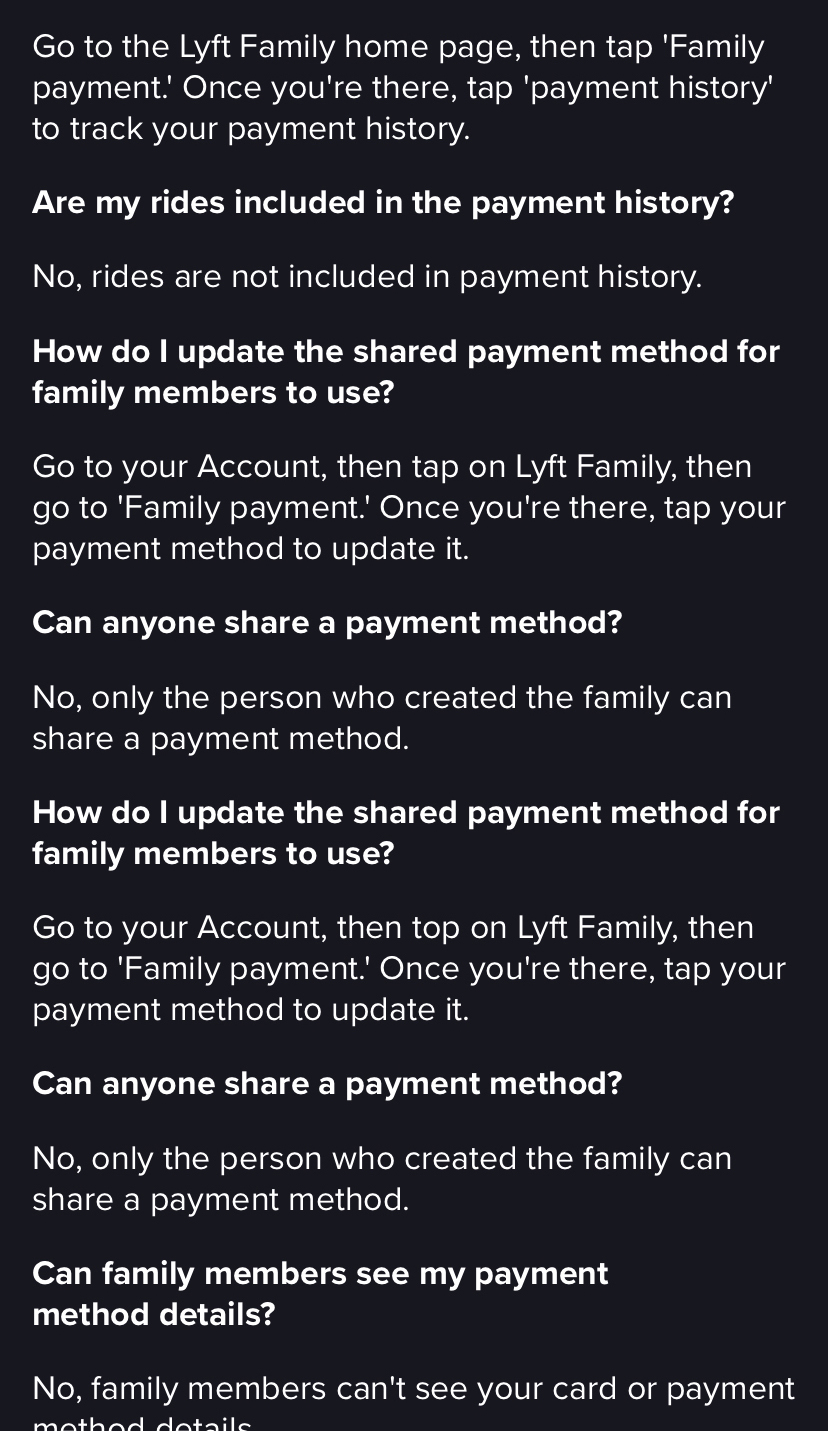 Go to the Lyft Family home page, then tap 'Family
payment.' Once you're there, tap 'payment history'
to track your payment history.
Are my rides included in the payment history?
No, rides are not included in payment history.
How do I update the shared payment method for
family members to use?
Go to your Account, then tap on Lyft Family, then
go to 'Family payment.' Once you're there, tap your
payment method to update it.
Can anyone share a payment method?
No, only the person who created the family can
share a payment method.
How do I update the shared payment method for
family members to use?
Go to your Account, then top on Lyft Family, then
go to 'Family payment.' Once you're there, tap your
payment method to update it.
Can anyone share a payment method?
No, only the person who created the family can
share a payment method.
Can family members see my payment
method details?
No, family members can't see your card or payment
method details